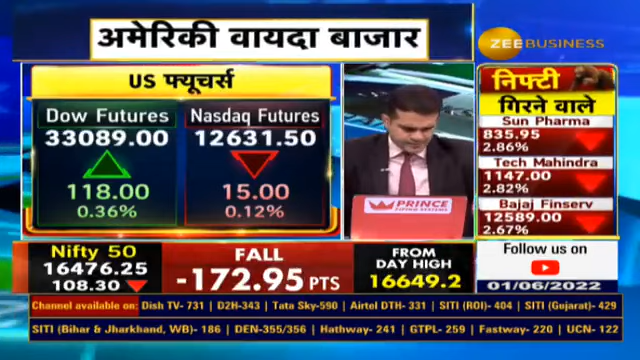 अमेरिकी वायदा बाजार
ZEE BUSINESS
US फ्यूचर्स
Dow Futures
33089.00
118.00
0.36%
Nasdaq Futures
12631.50
15.00
0.12%
PRINCE
PIPING SYSTEMS
निफ्टी
गिरने वाले
Sun Pharma
835.95
2.86%
Tech Mahindra
1147.00
2.82%
Bajaj Finserv
12589.00
2.67%
Nifty 50
16476.25
108.30
FALL
-172.95 PTS
FROM
DAY HIGH
16649.2
Follow us on
01/06/2022
Channel available on: Dish TV- 731 | D2H-343 | Tata Sky-590 | Airtel DTH- 331 | SITI (ROI)- 404 | SITI (Gujarat)- 429
SITI (Bihar & Jharkhand, WB)- 186 | DEN-355/356 | Hathway- 241 | GTPL- 259 | Fastway- 220 | UCN- 122